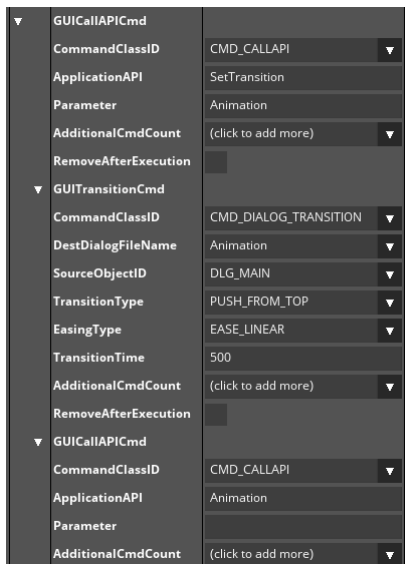 GUICallAPICmd
CommandClassID CMD_CALLAPI
ApplicationAPI SetTransition
Parameter Animation
AdditionalCmdCount (click to add more)
RemoveAfterExecution
GUITransitionCmd
CommandClassID CMD_DIALOG_TRANSITION
DestDialogFileName Animation
SourceObjectID DLG_MAIN
TransitionType PUSH_FROM_TOP
EasingType EASE_LINEAR
TransitionTime 500
AdditionalCmdCount (click to add more)
RemoveAfterExecution
GUICallAPICmd
CommandClassID CMD_CALLAPI
ApplicationAPI Animation
Parameter
AdditionalCmdCount (click to add more)